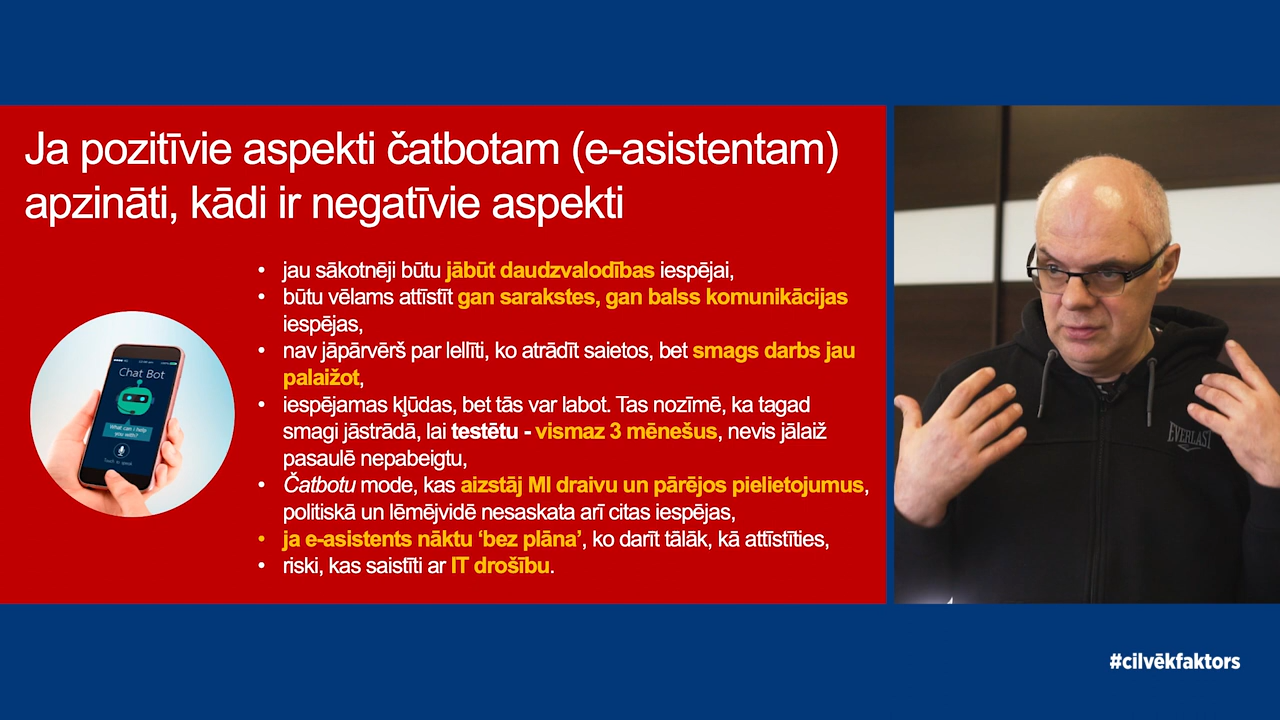 Ja pozitīvie aspekti čatbotam (e-asistentam)
apzināti, kādi ir negatīvie aspekti
• jau sākotnēji būtu jābūt daudzvalodības iespējai,
• būtu vēlams attīstīt gan sarakstes, gan balss komunikācijas
iespējas,
• nav jāpārvērš par lellīti, ko atrādīt saietos, bet smags darbs jau
palaižot,
• iespējamas kļūdas, bet tās var labot. Tas nozīmē, ka tagad
smagi jāstrādā, lai testētu - vismaz 3 mēnešus, nevis jālaiž
pasaulē nepabeigtu,
• Čatbotu mode, kas aizstāj MI draivu un pārējos pielietojumus,
politiskā un lēmējvidē nesaskata arī citas iespējas,
• ja e-asistents nāktu ‘bez plāna’, ko darīt tālāk, kā attīstīties,
• riski, kas saistīti ar IT drošību.
Chat Bot
What can I help
you with?
Touch to speak
EVERLAST
#cilvēkfaktors